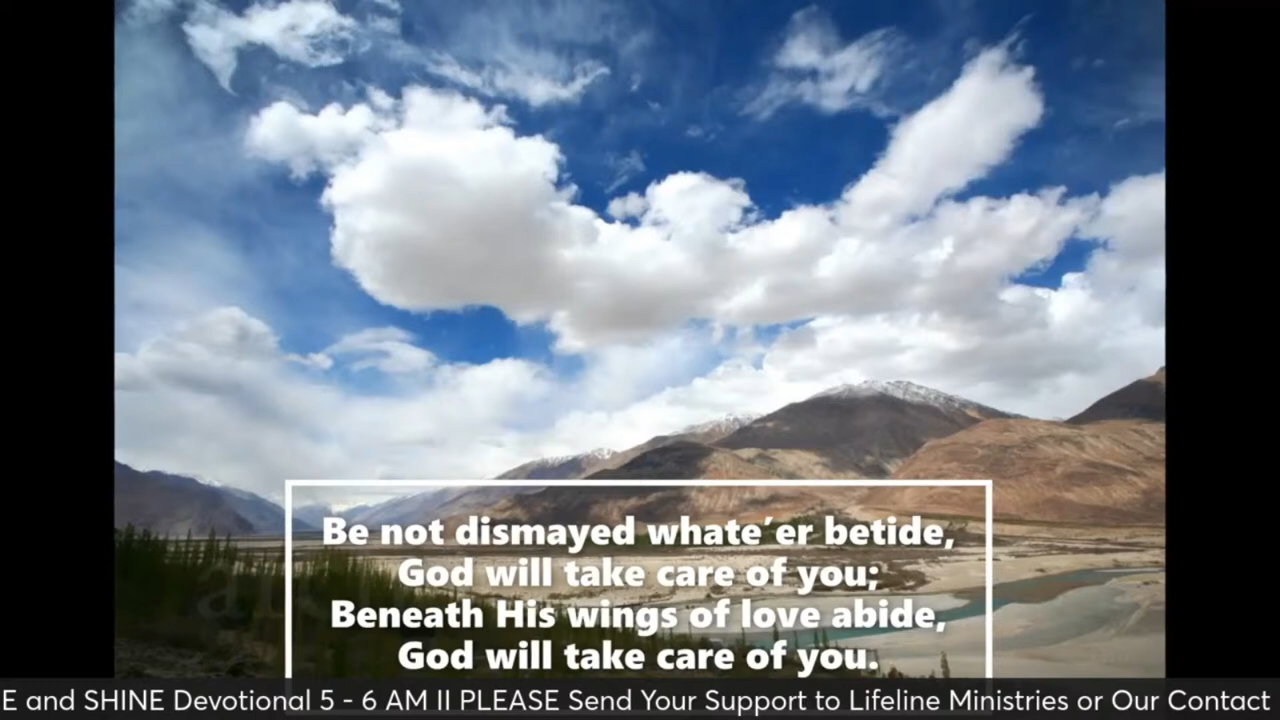 Be not dismayed whate'er betide,
God will take care of you;
Beneath His wings of love abide,
God will take care of you.
E and SHINE Devotional 5 - 6 AM II PLEASE Send Your Support to Lifeline Ministries or Our Contact